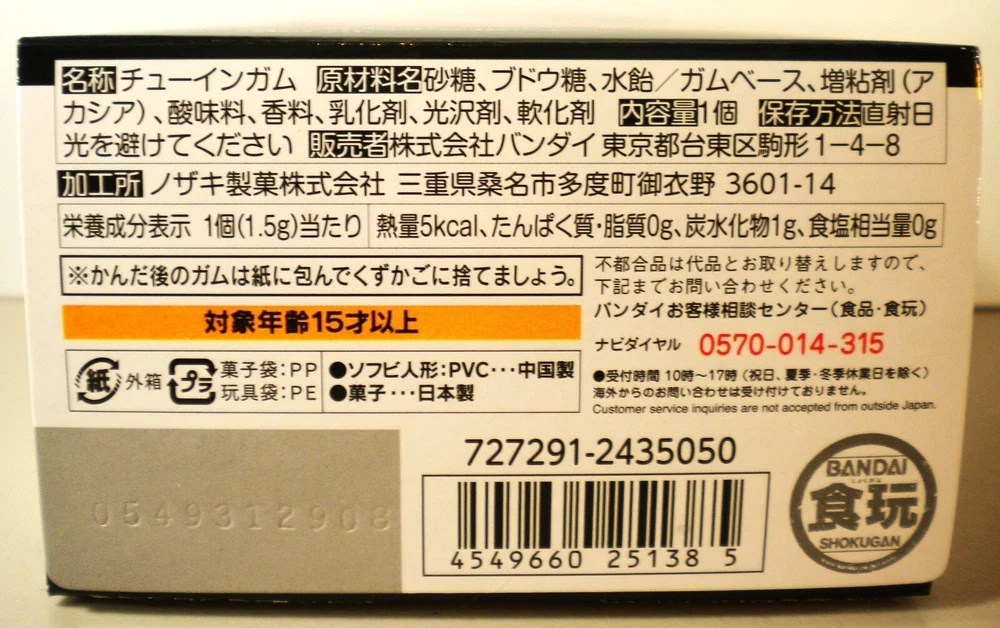 名称 チューインガム 原材料名 砂糖、ブドウ糖、水飴／ガムベース、増粘剤（ア
カシア）、酸味料、香料、乳化剤、光沢剤、軟化剤 内容量 1個 保存方法 直射日
光を避けてください 販売者 株式会社バンダイ 東京都台東区駒形1-4-8
加工所 ノザキ製菓株式会社 三重県桑名市多度町御衣野 3601-14
栄養成分表示 1個(1.5g)当たり 熱量5kcal、たんぱく質・脂質0g、炭水化物1g、食塩相当量0g
※かんだ後のガムは紙に包んでくずかごに捨てましょう。
対象年齢15才以上
紙 外箱 プラ 菓子袋:PP
玩具袋:PE
●ソフビ人形:PVC･･･中国製
●菓子･･･日本製
不都合品は代品とお取り替えしますので、
下記までお問い合わせください。
バンダイお客様相談センター（食品・食玩）
ナビダイヤル 0570-014-315
●受付時間 10時～17時（祝日、夏季・冬季休業日を除く）
海外からのお問い合わせは受け付けておりません。
Customer service inquiries are not accepted from outside Japan.
0549312908
727291-2435050
4549660 25138 5
BANDAI
しょくがん
食玩
SHOKUGAN